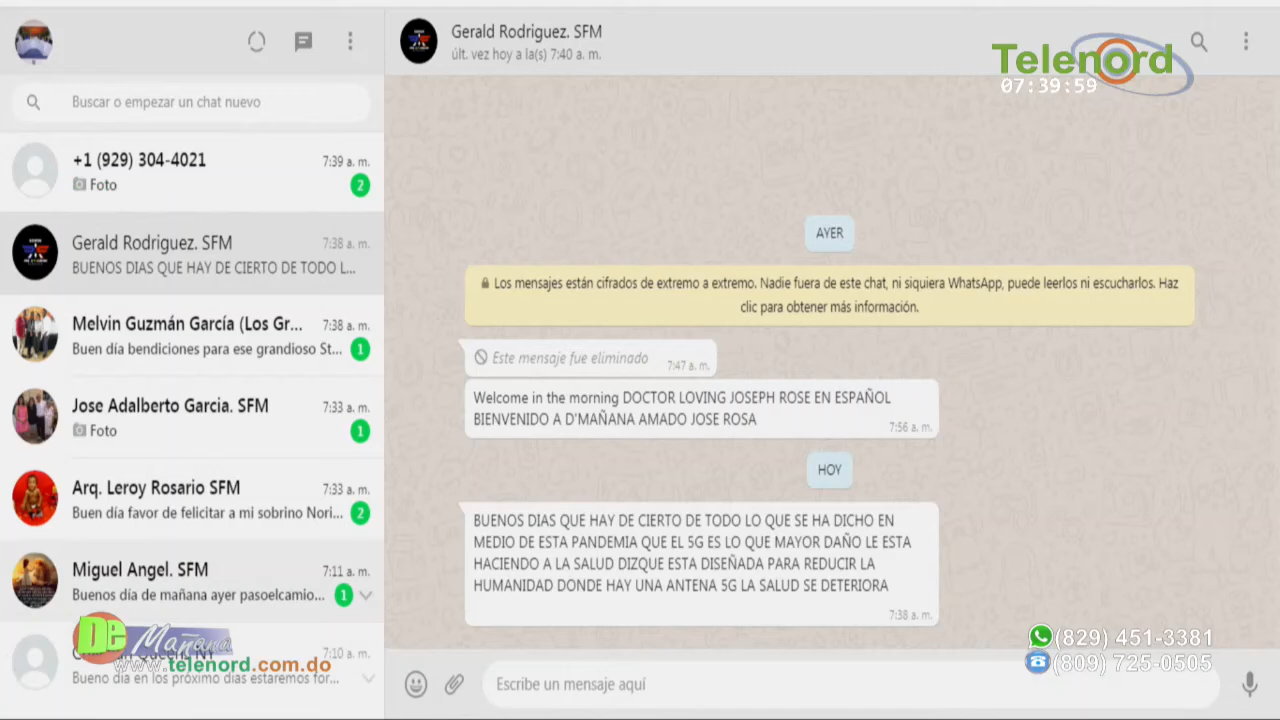 Buscar o empezar un chat nuevo
+1 (929) 304-4021
7:39 a. m.
Foto
2
Gerald Rodriguez. SFM
7:38 a. m.
BUENOS DIAS QUE HAY DE CIERTO DE TODO L...
Melvin Guzmán García (Los Gr...
7:38 a. m.
Buen día bendiciones para ese grandioso St...
1
Jose Adalberto Garcia. SFM
7:33 a. m.
Foto
1
Arq. Leroy Rosario SFM
7:33 a. m.
Buen día favor de felicitar a mi sobrino Nori...
2
Miguel Angel. SFM
7:11 a. m.
Buenos día de mañana ayer pasoelcamio...
1
De Mañana
7:10 a. m.
www.telenord.com.do
Bueno día en los próximo días estaremos for...
Gerald Rodriguez. SFM
últ. vez hoy a la(s) 7:40 a. m.
Telenord
07:39:59
AYER
Los mensajes están cifrados de extremo a extremo. Nadie fuera de este chat, ni siquiera WhatsApp, puede leerlos ni escucharlos. Haz
clic para obtener más información.
Este mensaje fue eliminado
7:47 a. m.
Welcome in the morning DOCTOR LOVING JOSEPH ROSE EN ESPAÑOL
BIENVENIDO A D'MAÑANA AMADO JOSE ROSA
7:56 a. m.
HOY
BUENOS DIAS QUE HAY DE CIERTO DE TODO LO QUE SE HA DICHO EN
MEDIO DE ESTA PANDEMIA QUE EL 5G ES LO QUE MAYOR DAÑO LE ESTA
HACIENDO A LA SALUD DIZQUE ESTA DISEÑADA PARA REDUCIR LA
HUMANIDAD DONDE HAY UNA ANTENA 5G LA SALUD SE DETERIORA
7:38 a. m.
(829) 451-3381
(809) 725-0505
Escribe un mensaje aquí